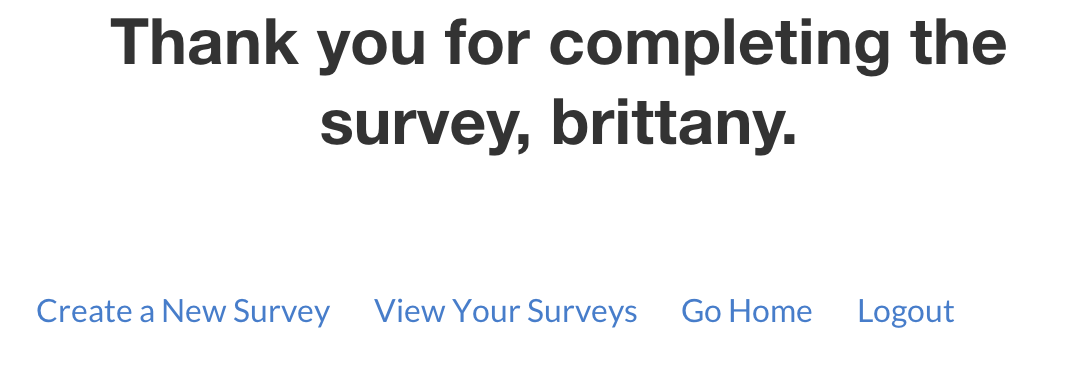 Thank you for completing the
survey, brittany.
Create a New Survey View Your Surveys Go Home Logout